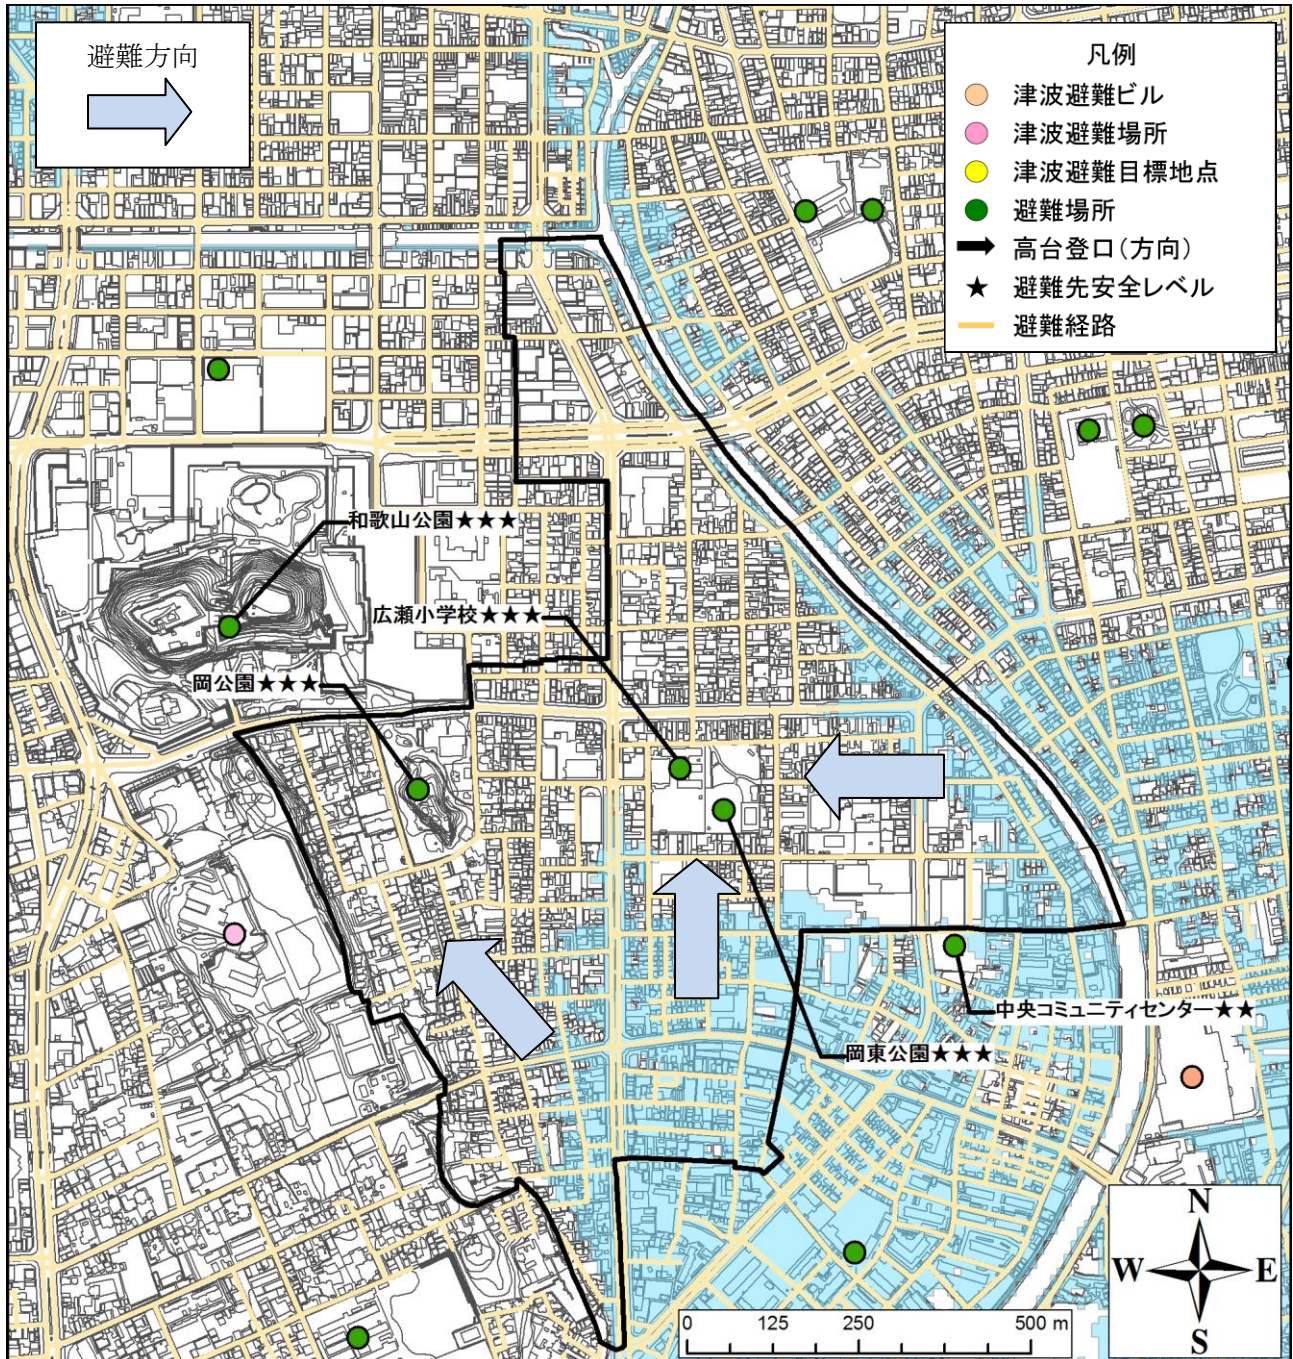 避難方向
凡例
津波避難ビル
津波避難場所
津波避難目標地点
避難場所
高台登口(方向)
★ 避難先安全レベル
避難経路
和歌山公園★★★
広瀬小学校★★★
岡公園★★★
中央コミュニティセンター★★
岡東公園★★★
N
W E
S
0 125 250 500 m